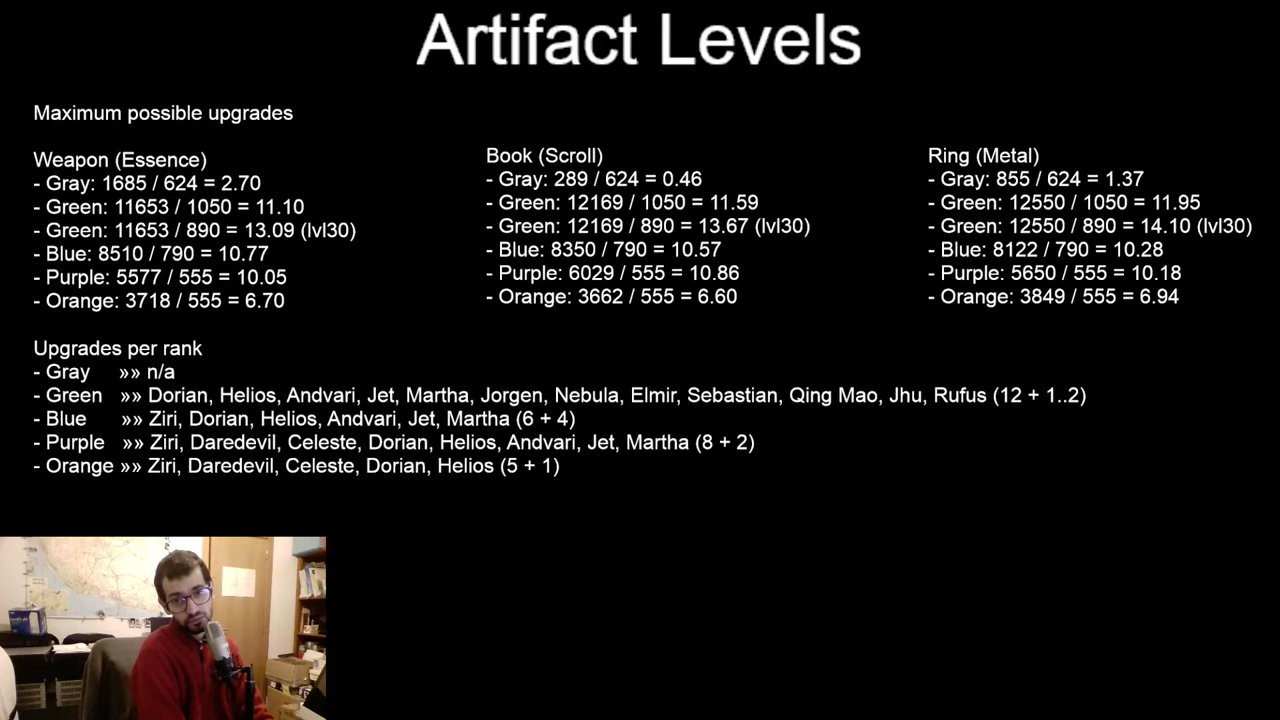 Artifact Levels
Maximum possible upgrades
Weapon (Essence)
- Gray: 1685 / 624 = 2.70
- Green: 11653 / 1050 = 11.10
- Green: 11653 / 890 = 13.09 (lvl30)
- Blue: 8510 / 790 = 10.77
- Purple: 5577 / 555 = 10.05
- Orange: 3718 / 555 = 6.70
Book (Scroll)
- Gray: 289 / 624 = 0.46
- Green: 12169 / 1050 = 11.59
- Green: 12169 / 890 = 13.67 (lvl30)
- Blue: 8350 / 790 = 10.57
- Purple: 6029 / 555 = 10.86
- Orange: 3662 / 555 = 6.60
Ring (Metal)
- Gray: 855 / 624 = 1.37
- Green: 12550 / 1050 = 11.95
- Green: 12550 / 890 = 14.10 (lvl30)
- Blue: 8122 / 790 = 10.28
- Purple: 5650 / 555 = 10.18
- Orange: 3849 / 555 = 6.94
Upgrades per rank
- Gray »» n/a
- Green »» Dorian, Helios, Andvari, Jet, Martha, Jorgen, Nebula, Elmir, Sebastian, Qing Mao, Jhu, Rufus (12 + 1..2)
- Blue »» Ziri, Dorian, Helios, Andvari, Jet, Martha (6 + 4)
- Purple »» Ziri, Daredevil, Celeste, Dorian, Helios, Andvari, Jet, Martha (8 + 2)
- Orange »» Ziri, Daredevil, Celeste, Dorian, Helios (5 + 1)